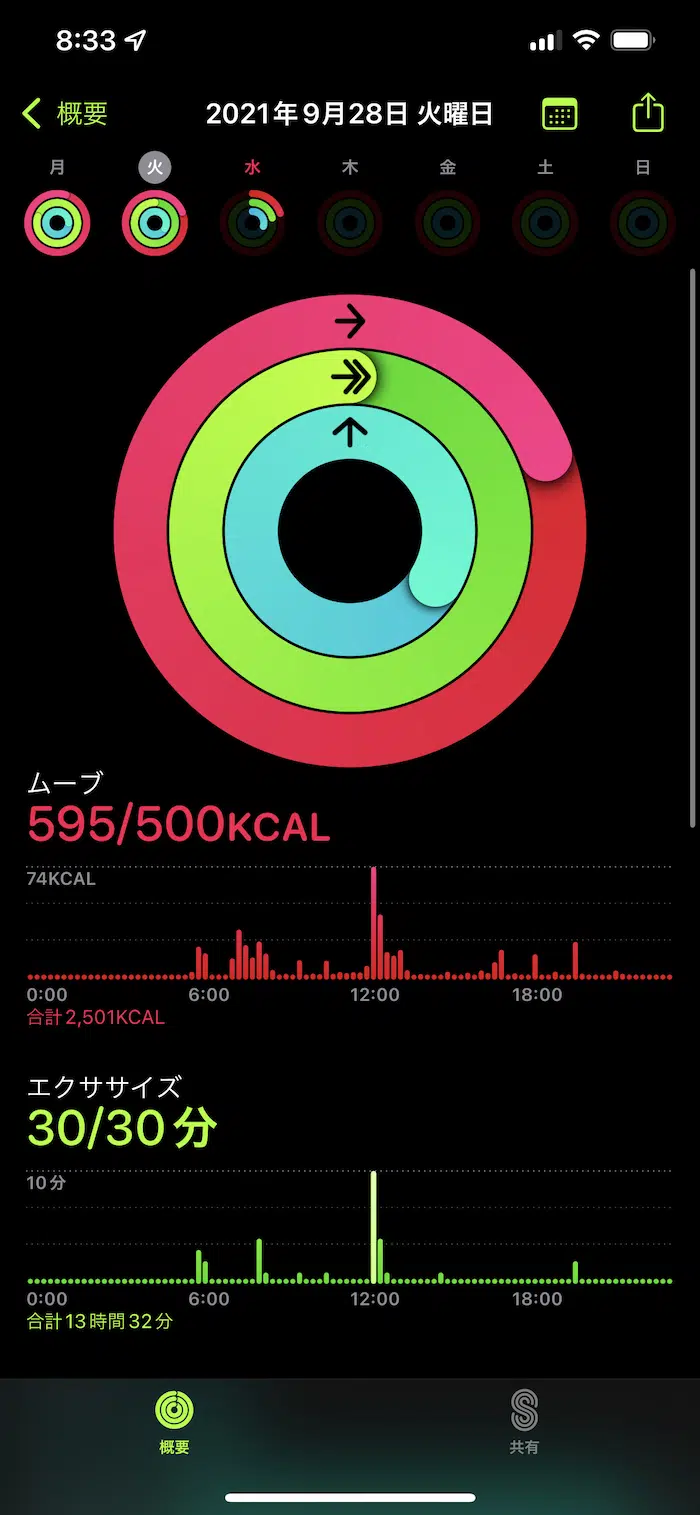 8:33
概要 2021年9月28日 火曜日
月 火 水 木 金 土 日
ムーブ
595/500KCAL
74KCAL
0:00 6:00 12:00 18:00
合計2,501KCAL
エクササイズ
30/30分
10分
0:00 6:00 12:00 18:00
合計13時間32分
概要 共有